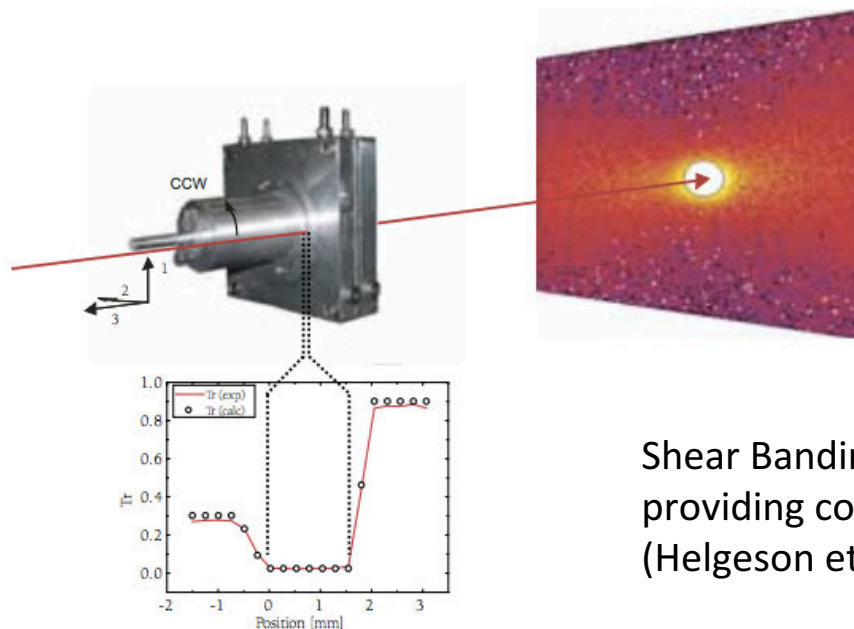 CCW
1
2
3
1.0
0.8
0.6
0.4
0.2
0.0
Tr
Tr (exp)
Tr (calc)
-2 -1 0 1 2 3
Position [mm]
Shear Bandin
providing co
(Helgeson et